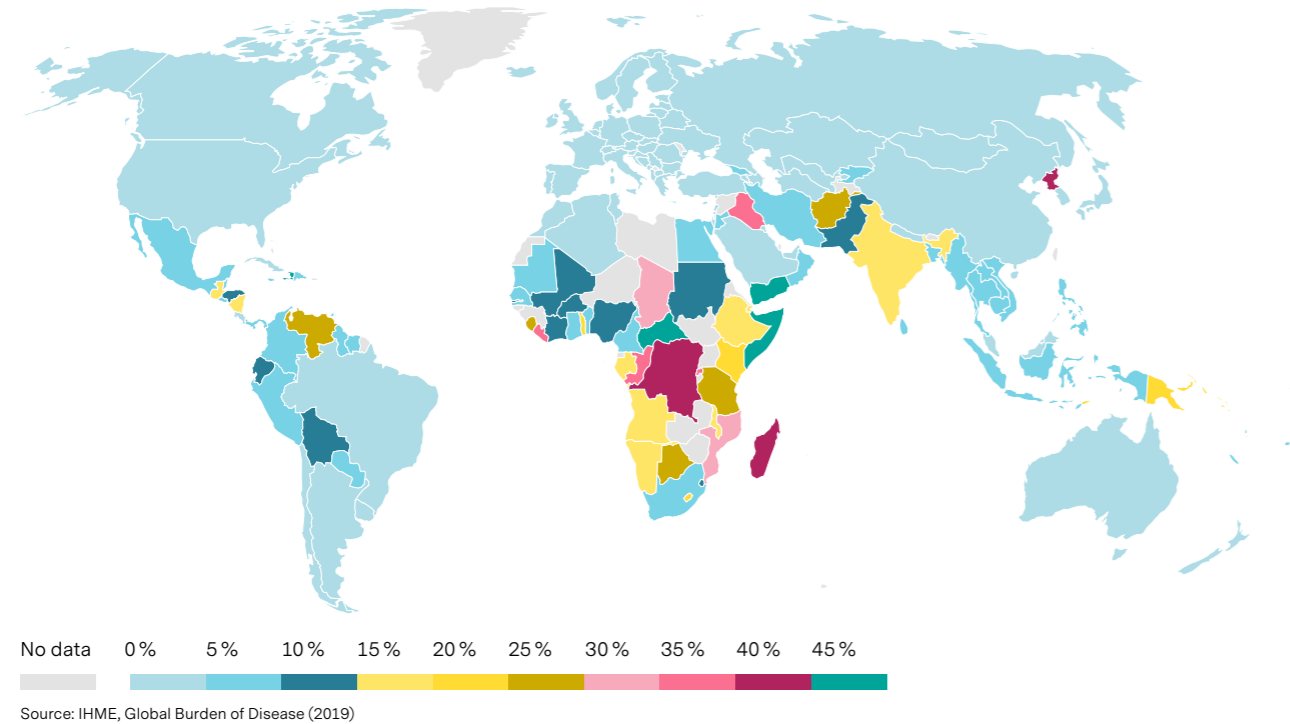 No data 0 % 5 % 10 % 15 % 20 % 25 % 30 % 35 % 40 % 45 %
Source: IHME, Global Burden of Disease (2019)